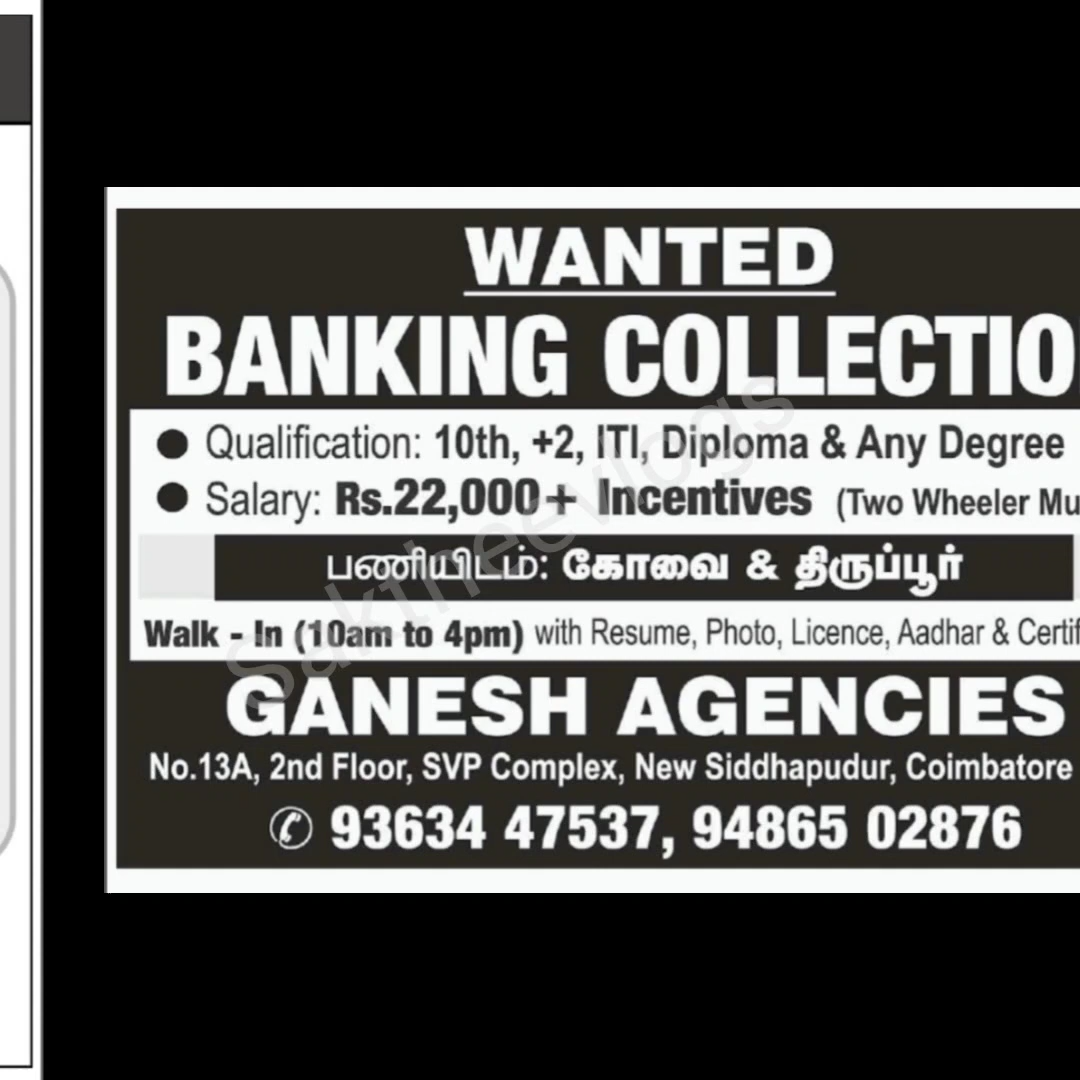 WANTED
BANKING COLLECTIO
● Qualification: 10th, +2, ITI, Diploma & Any Degree
● Salary: Rs.22,000+ Incentives (Two Wheeler Mu
பணியிடம்: கோவை & திருப்பூர்
Walk - In (10am to 4pm) with Resume, Photo, Licence, Aadhar & Certif
GANESH AGENCIES
No.13A, 2nd Floor, SVP Complex, New Siddhapudur, Coimbatore
✆ 93634 47537, 94865 02876
Saktheevlogs